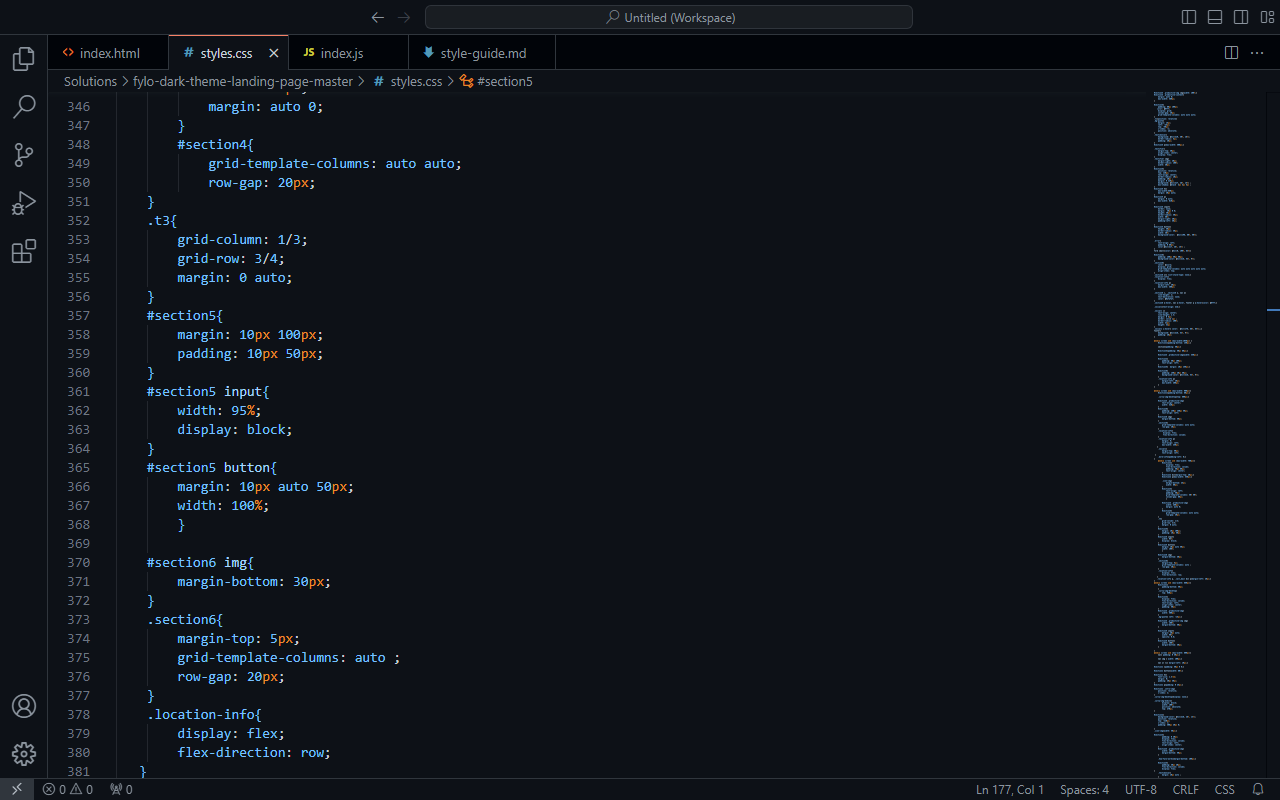 Untitled (Workspace)
index.html
styles.css
JS index.js
style-guide.md
Solutions > fylo-dark-theme-landing-page-master > # styles.css > #section5
346 margin: auto 0;
347 }
348 #section4{
349 grid-template-columns: auto auto;
350 row-gap: 20px;
351 }
352 .t3{
353 grid-column: 1/3;
354 grid-row: 3/4;
355 margin: 0 auto;
356 }
357 #section5{
358 margin: 10px 100px;
359 padding: 10px 50px;
360 }
361 #section5 input{
362 width: 95%;
363 display: block;
364 }
365 #section5 button{
366 margin: 10px auto 50px;
367 width: 100%;
368 }
369
370 #section6 img{
371 margin-bottom: 30px;
372 }
373 .section6{
374 margin-top: 5px;
375 grid-template-columns: auto ;
376 row-gap: 20px;
377 }
378 .location-info{
379 display: flex;
380 flex-direction: row;
381 }
0 0 0 Ln 177, Col 1 Spaces: 4 UTF-8 CRLF CSS